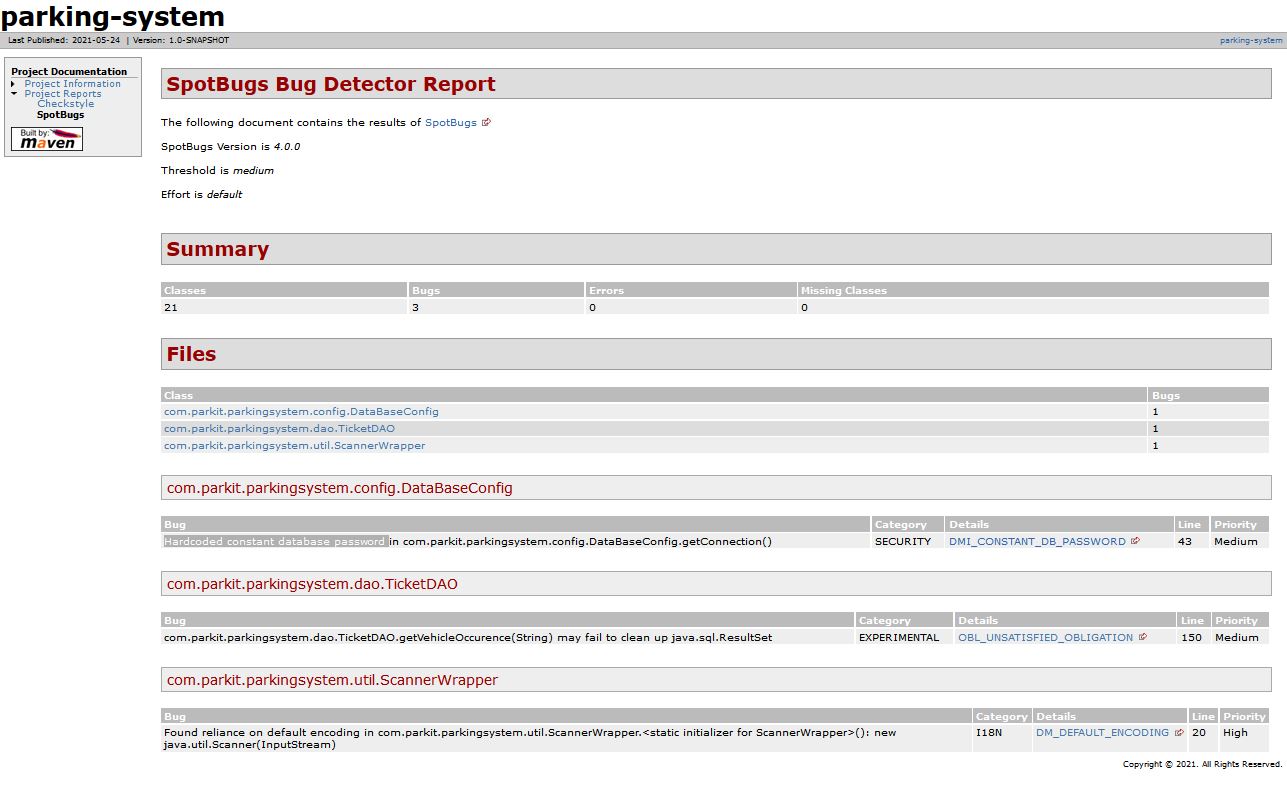 parking-system
Last Published: 2021-05-24 | Version: 1.0-SNAPSHOT
parking-system
Project Documentation
Project Information
Project Reports
Checkstyle
SpotBugs
Built by:
maven
SpotBugs Bug Detector Report
The following document contains the results of SpotBugs
SpotBugs Version is 4.0.0
Threshold is medium
Effort is default
Summary
Classes Bugs Errors Missing Classes
21 3 0 0
Files
Class Bugs
com.parkit.parkingsystem.config.DataBaseConfig 1
com.parkit.parkingsystem.dao.TicketDAO 1
com.parkit.parkingsystem.util.ScannerWrapper 1
com.parkit.parkingsystem.config.DataBaseConfig
Bug Category Details Line Priority
Hardcoded constant database password in com.parkit.parkingsystem.config.DataBaseConfig.getConnection() SECURITY DMI_CONSTANT_DB_PASSWORD 43 Medium
com.parkit.parkingsystem.dao.TicketDAO
Bug Category Details Line Priority
com.parkit.parkingsystem.dao.TicketDAO.getVehicleOccurence(String) may fail to clean up java.sql.ResultSet EXPERIMENTAL OBL_UNSATISFIED_OBLIGATION 150 Medium
com.parkit.parkingsystem.util.ScannerWrapper
Bug Category Details Line Priority
Found reliance on default encoding in com.parkit.parkingsystem.util.ScannerWrapper.<static initializer for ScannerWrapper>(): new I18N DM_DEFAULT_ENCODING 20 High
java.util.Scanner(InputStream)
Copyright © 2021. All Rights Reserved.